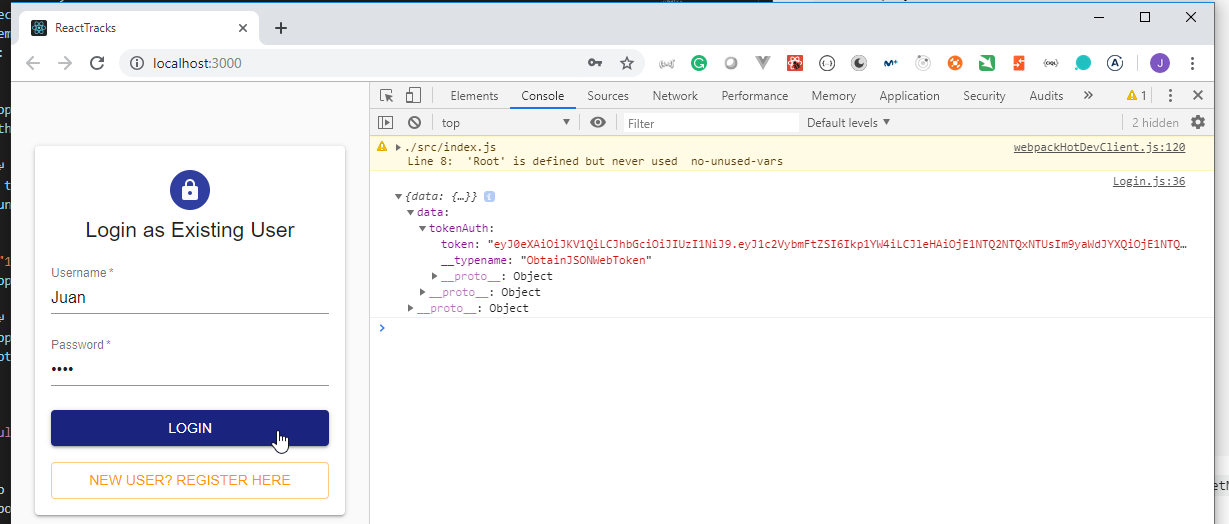 ReactTracks
localhost:3000
J
Elements Console Sources Network Performance Memory Application Security Audits 1
top Filter Default levels 2 hidden
./src/index.js webpackHotDevClient.js:120
Line 8: 'Root' is defined but never used no-unused-vars
Login.js:36
{data: {…}}
data:
tokenAuth:
token: "eyJ0eXAiOiJKV1QiLCJhbGciOiJIUzI1NiJ9.eyJ1c2VybmFtZSI6Ikp1YW4iLCJleHAiOjE1NTQ2NTQxNTUsIm9yaWdJYXQiOjE1NTQ…
__typename: "ObtainJSONWebToken"
__proto__: Object
__proto__: Object
__proto__: Object
Login as Existing User
Username *
Juan
Password *
••••
LOGIN
NEW USER? REGISTER HERE